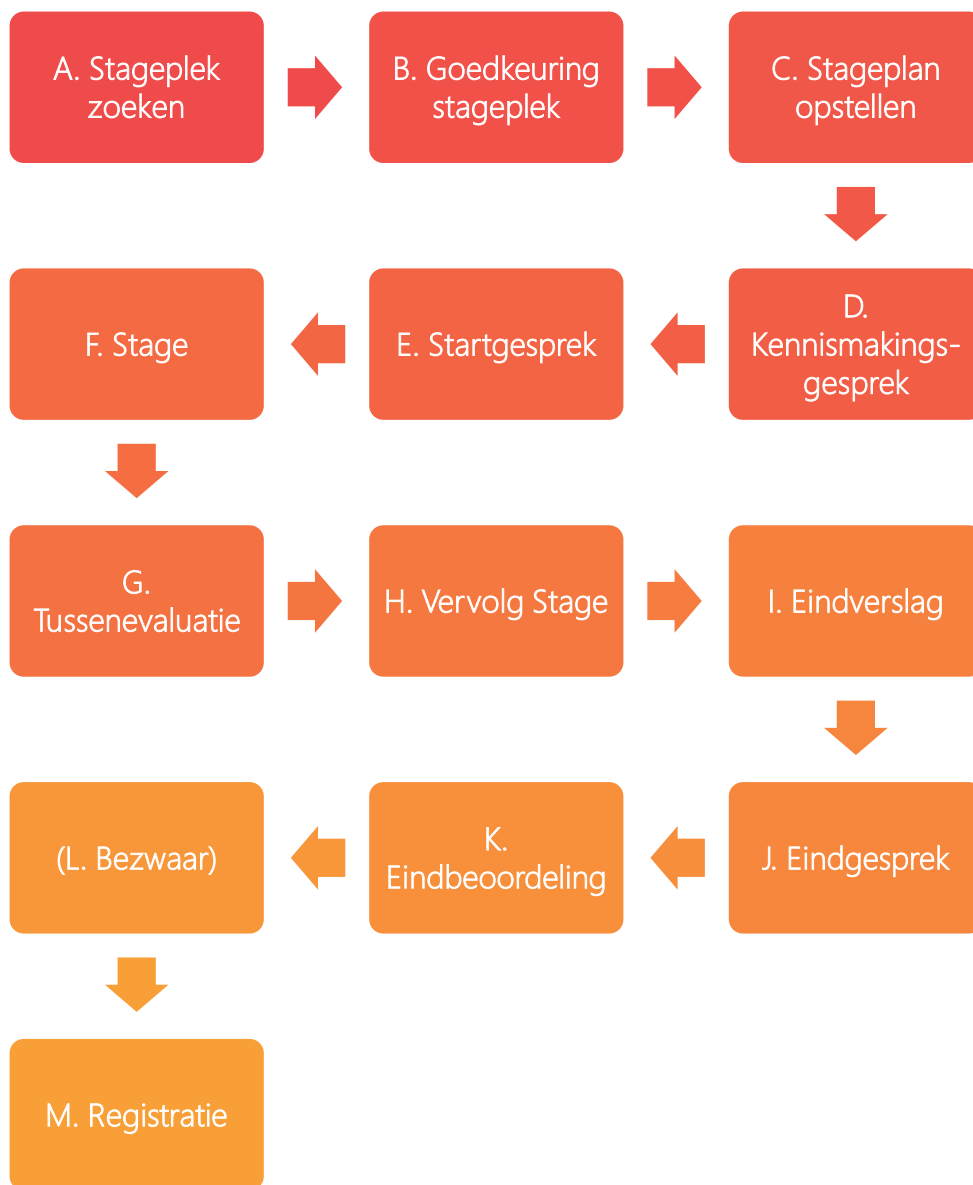 A. Stageplek
zoeken
B. Goedkeuring
stageplek
C. Stageplan
opstellen
D.
Kennismakings-
gesprek
E. Startgesprek
F. Stage
G.
Tussenevaluatie
H. Vervolg Stage
I. Eindverslag
J. Eindgesprek
K.
Eindbeoordeling
(L. Bezwaar)
M. Registratie